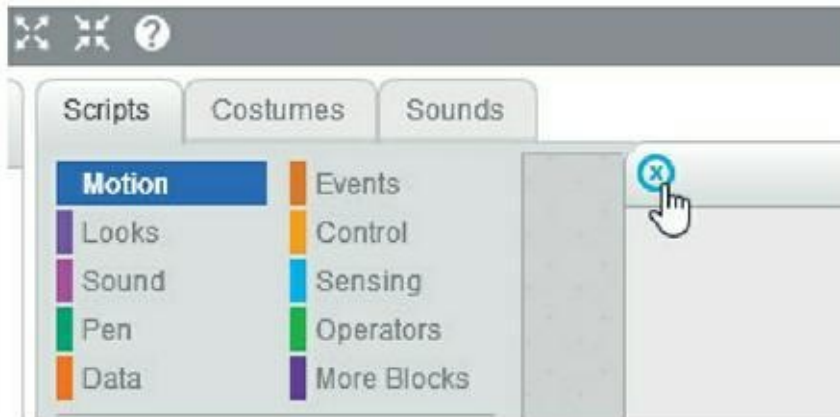 ?
Scripts Costumes Sounds
Motion Events
Looks Control
Sound Sensing
Pen Operators
Data More Blocks